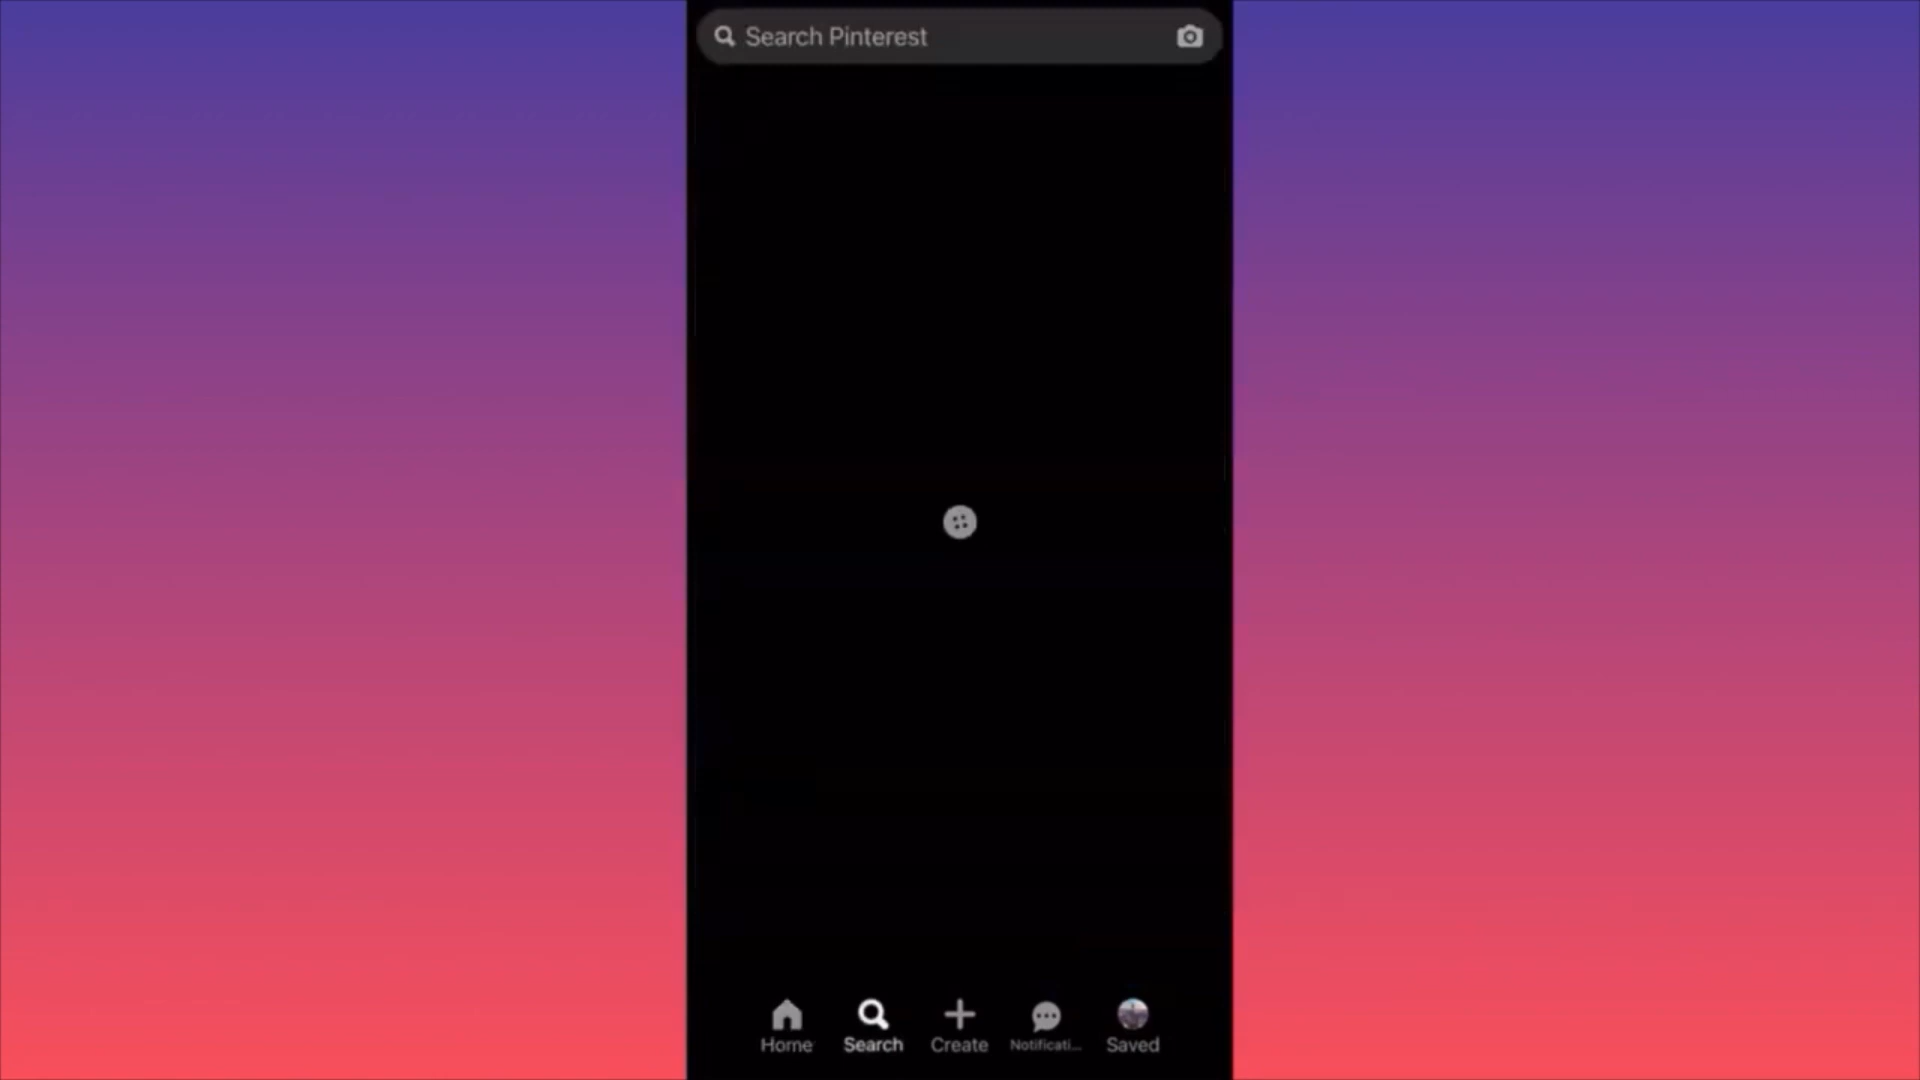 Search Pinterest
Home
Search
Create
Notificati...
Saved